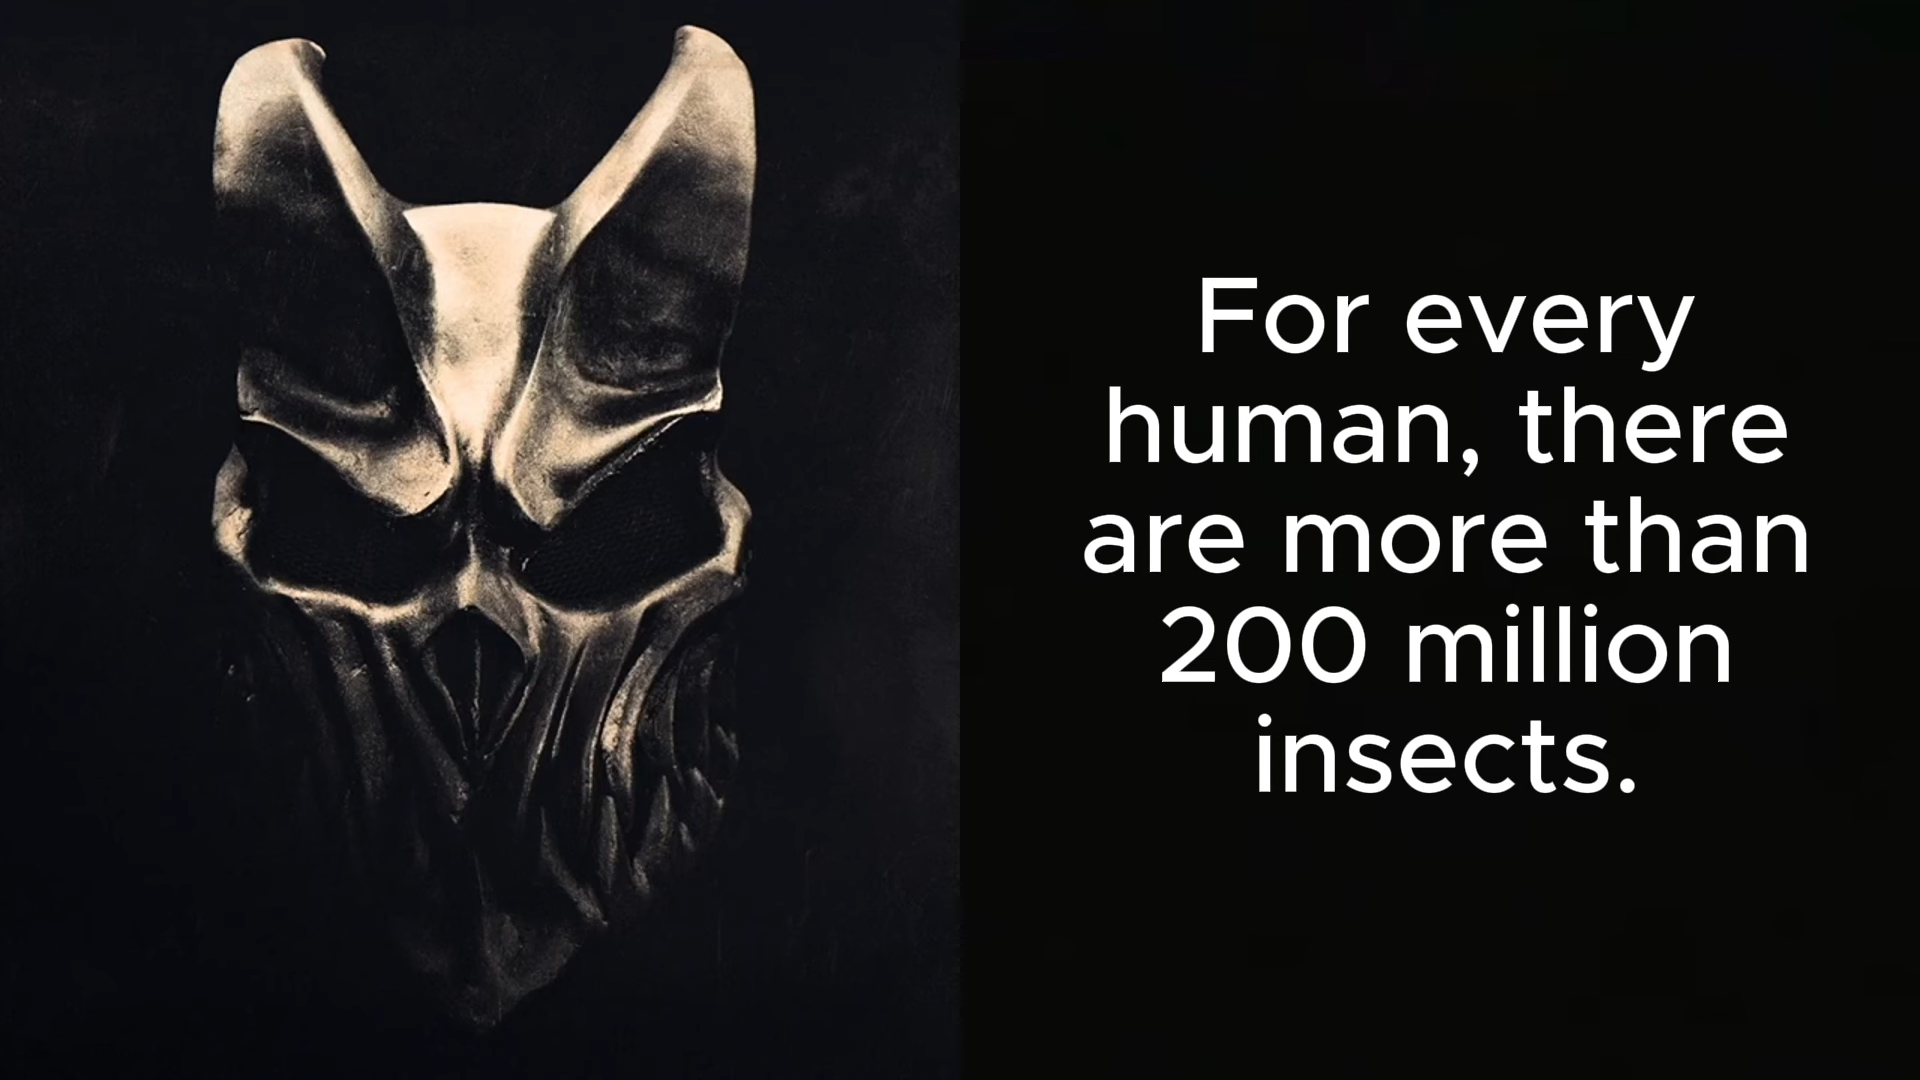 For every
human, there
are more than
200 million
insects.